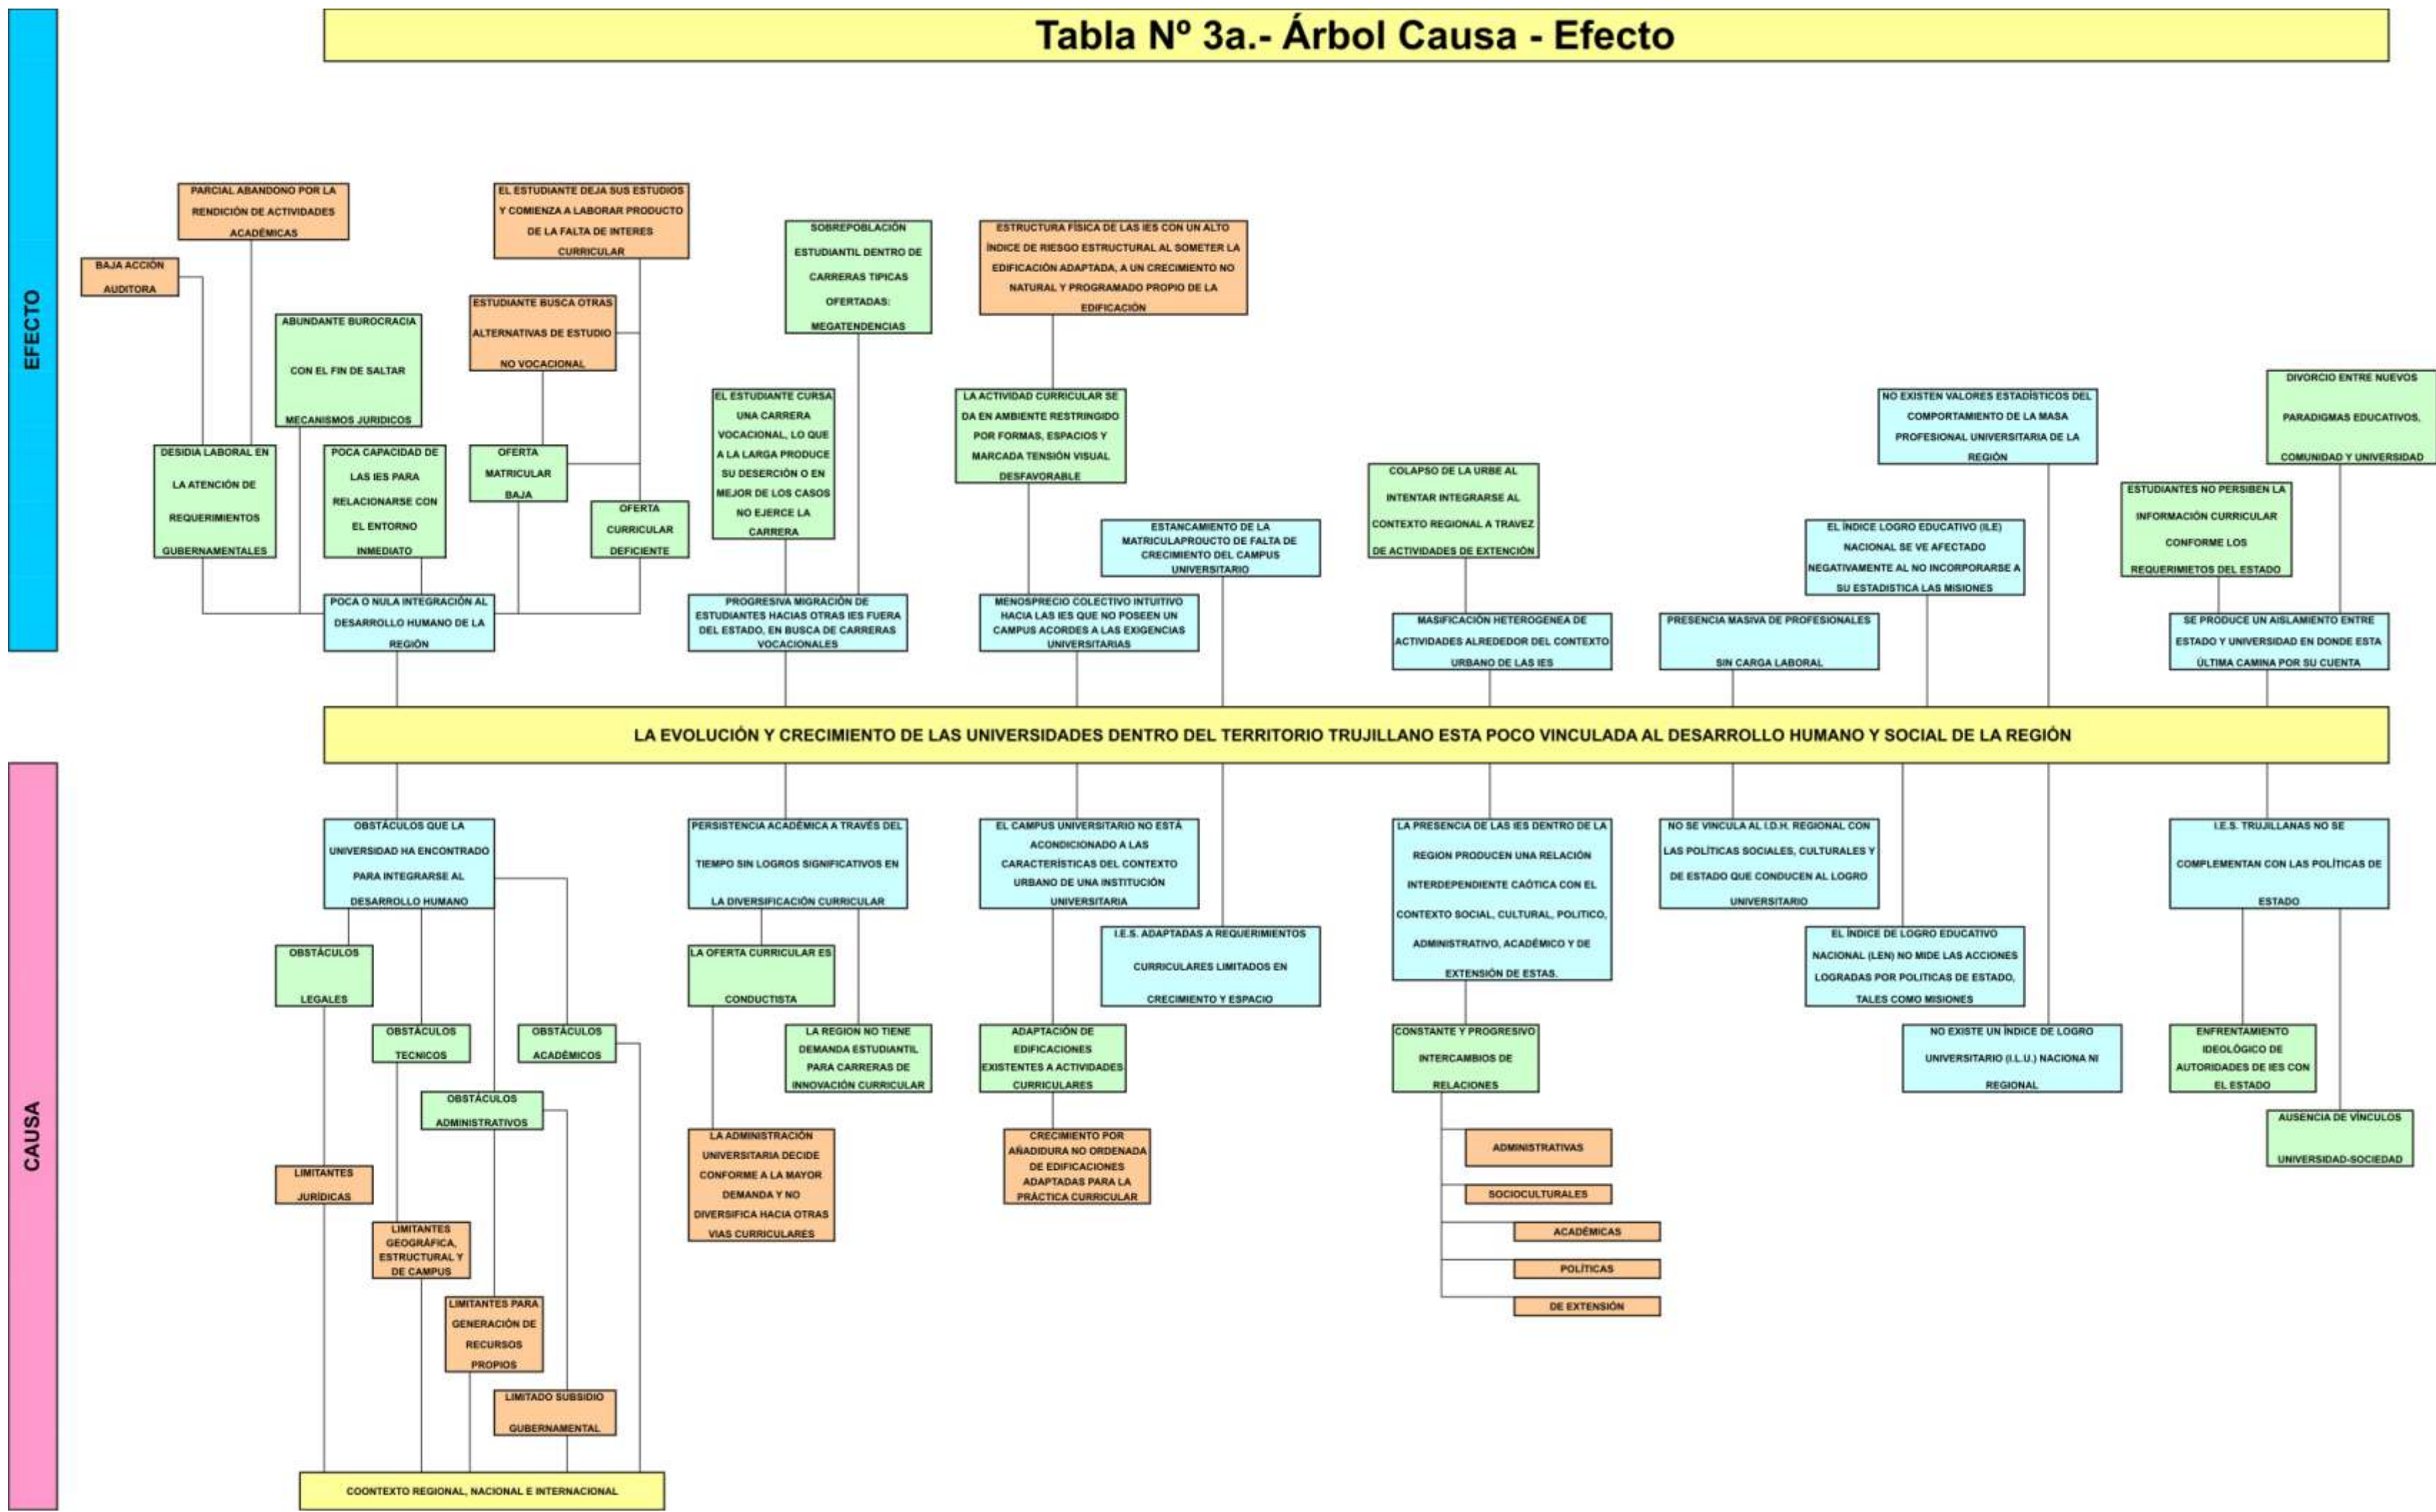 Tabla Nº 3a.- Árbol Causa - Efecto
EFECTO
PARCIAL ABANDONO POR LA
RENDICIÓN DE ACTIVIDADES
ACADÉMICAS
BAJA ACCIÓN
AUDITORA
ABUNDANTE BUROCRACIA
CON EL FIN DE SALTAR
MECANISMOS JURIDICOS
DESIDIA LABORAL EN
LA ATENCIÓN DE
REQUERIMIENTOS
GUBERNAMENTALES
POCA CAPACIDAD DE
LAS IES PARA
RELACIONARSE CON
EL ENTORNO
INMEDIATO
EL ESTUDIANTE DEJA SUS ESTUDIOS
Y COMIENZA A LABORAR PRODUCTO
DE LA FALTA DE INTERES
CURRICULAR
ESTUDIANTE BUSCA OTRAS
ALTERNATIVAS DE ESTUDIO
NO VOCACIONAL
OFERTA
MATRICULAR
BAJA
OFERTA
CURRICULAR
DEFICIENTE
POCA O NULA INTEGRACIÓN AL
DESARROLLO HUMANO DE LA
REGIÓN
SOBREPOBLACIÓN
ESTUDIANTIL DENTRO DE
CARRERAS TIPICAS
OFERTADAS:
MEGATENDENCIAS
EL ESTUDIANTE CURSA
UNA CARRERA
VOCACIONAL, LO QUE
A LA LARGA PRODUCE
SU DESERCIÓN O EN
MEJOR DE LOS CASOS
NO EJERCE LA
CARRERA
PROGRESIVA MIGRACIÓN DE
ESTUDIANTES HACIAS OTRAS IES FUERA
DEL ESTADO, EN BUSCA DE CARRERAS
VOCACIONALES
ESTRUCTURA FÍSICA DE LAS IES CON UN ALTO
ÍNDICE DE RIESGO ESTRUCTURAL AL SOMETER LA
EDIFICACIÓN ADAPTADA, A UN CRECIMIENTO NO
NATURAL Y PROGRAMADO PROPIO DE LA
EDIFICACIÓN
LA ACTIVIDAD CURRICULAR SE
DA EN AMBIENTE RESTRINGIDO
POR FORMAS, ESPACIOS Y
MARCADA TENSIÓN VISUAL
DESFAVORABLE
ESTANCAMIENTO DE LA
MATRICULAPROUCTO DE FALTA DE
CRECIMIENTO DEL CAMPUS
UNIVERSITARIO
MENOSPRECIO COLECTIVO INTUITIVO
HACIA LAS IES QUE NO POSEEN UN
CAMPUS ACORDES A LAS EXIGENCIAS
UNIVERSITARIAS
COLAPSO DE LA URBE AL
INTENTAR INTEGRARSE AL
CONTEXTO REGIONAL A TRAVEZ
DE ACTIVIDADES DE EXTENCIÓN
MASIFICACIÓN HETEROGENEA DE
ACTIVIDADES ALREDEDOR DEL CONTEXTO
URBANO DE LAS IES
NO EXISTEN VALORES ESTADÍSTICOS DEL
COMPORTAMIENTO DE LA MASA
PROFESIONAL UNIVERSITARIA DE LA
REGIÓN
EL ÍNDICE LOGRO EDUCATIVO (ILE)
NACIONAL SE VE AFECTADO
NEGATIVAMENTE AL NO INCORPORARSE A
SU ESTADISTICA LAS MISIONES
PRESENCIA MASIVA DE PROFESIONALES
SIN CARGA LABORAL
DIVORCIO ENTRE NUEVOS
PARADIGMAS EDUCATIVOS,
COMUNIDAD Y UNIVERSIDAD
ESTUDIANTES NO PERSIBEN LA
INFORMACIÓN CURRICULAR
CONFORME LOS
REQUERIMIETOS DEL ESTADO
SE PRODUCE UN AISLAMIENTO ENTRE
ESTADO Y UNIVERSIDAD EN DONDE ESTA
ÚLTIMA CAMINA POR SU CUENTA
LA EVOLUCIÓN Y CRECIMIENTO DE LAS UNIVERSIDADES DENTRO DEL TERRITORIO TRUJILLANO ESTA POCO VINCULADA AL DESARROLLO HUMANO Y SOCIAL DE LA REGIÓN
CAUSA
OBSTÁCULOS QUE LA
UNIVERSIDAD HA ENCONTRADO
PARA INTEGRARSE AL
DESARROLLO HUMANO
OBSTÁCULOS
LEGALES
OBSTÁCULOS
TECNICOS
OBSTÁCULOS
ACADÉMICOS
OBSTÁCULOS
ADMINISTRATIVOS
LIMITANTES
JURÍDICAS
LIMITANTES
GEOGRÁFICA,
ESTRUCTURAL Y
DE CAMPUS
LIMITANTES PARA
GENERACIÓN DE
RECURSOS
PROPIOS
LIMITADO SUBSIDIO
GUBERNAMENTAL
COONTEXTO REGIONAL, NACIONAL E INTERNACIONAL
PERSISTENCIA ACADÉMICA A TRAVÉS DEL
TIEMPO SIN LOGROS SIGNIFICATIVOS EN
LA DIVERSIFICACIÓN CURRICULAR
LA OFERTA CURRICULAR ES
CONDUCTISTA
LA REGION NO TIENE
DEMANDA ESTUDIANTIL
PARA CARRERAS DE
INNOVACIÓN CURRICULAR
LA ADMINISTRACIÓN
UNIVERSITARIA DECIDE
CONFORME A LA MAYOR
DEMANDA Y NO
DIVERSIFICA HACIA OTRAS
VIAS CURRICULARES
EL CAMPUS UNIVERSITARIO NO ESTÁ
ACONDICIONADO A LAS
CARACTERÍSTICAS DEL CONTEXTO
URBANO DE UNA INSTITUCIÓN
UNIVERSITARIA
I.E.S. ADAPTADAS A REQUERIMIENTOS
CURRICULARES LIMITADOS EN
CRECIMIENTO Y ESPACIO
ADAPTACIÓN DE
EDIFICACIONES
EXISTENTES A ACTIVIDADES
CURRICULARES
CRECIMIENTO POR
AÑADIDURA NO ORDENADA
DE EDIFICACIONES
ADAPTADAS PARA LA
PRÁCTICA CURRICULAR
LA PRESENCIA DE LAS IES DENTRO DE LA
REGION PRODUCEN UNA RELACIÓN
INTERDEPENDIENTE CAÓTICA CON EL
CONTEXTO SOCIAL, CULTURAL, POLITICO,
ADMINISTRATIVO, ACADÉMICO Y DE
EXTENSIÓN DE ESTAS.
CONSTANTE Y PROGRESIVO
INTERCAMBIOS DE
RELACIONES
ADMINISTRATIVAS
SOCIOCULTURALES
ACADÉMICAS
POLÍTICAS
DE EXTENSIÓN
NO SE VINCULA AL I.D.H. REGIONAL CON
LAS POLÍTICAS SOCIALES, CULTURALES Y
DE ESTADO QUE CONDUCEN AL LOGRO
UNIVERSITARIO
EL ÍNDICE DE LOGRO EDUCATIVO
NACIONAL (LEN) NO MIDE LAS ACCIONES
LOGRADAS POR POLITICAS DE ESTADO,
TALES COMO MISIONES
NO EXISTE UN ÍNDICE DE LOGRO
UNIVERSITARIO (I.L.U.) NACIONA NI
REGIONAL
I.E.S. TRUJILLANAS NO SE
COMPLEMENTAN CON LAS POLÍTICAS DE
ESTADO
ENFRENTAMIENTO
IDEOLÓGICO DE
AUTORIDADES DE IES CON
EL ESTADO
AUSENCIA DE VÍNCULOS
UNIVERSIDAD-SOCIEDAD